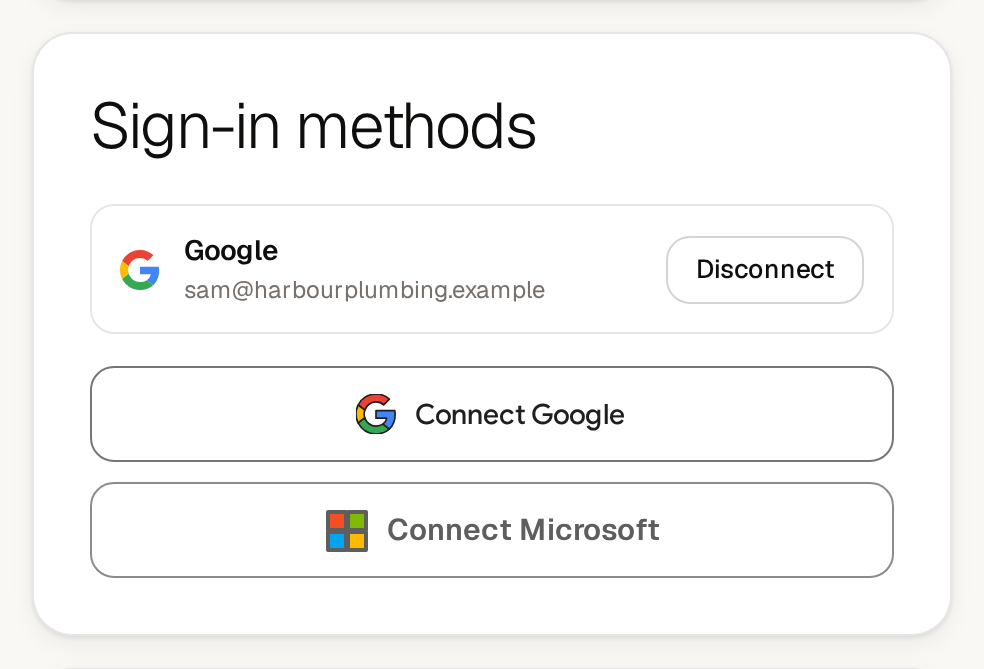 Sign-in methods
Google
sam@harbourplumbing.example
Disconnect
Connect Google
Connect Microsoft